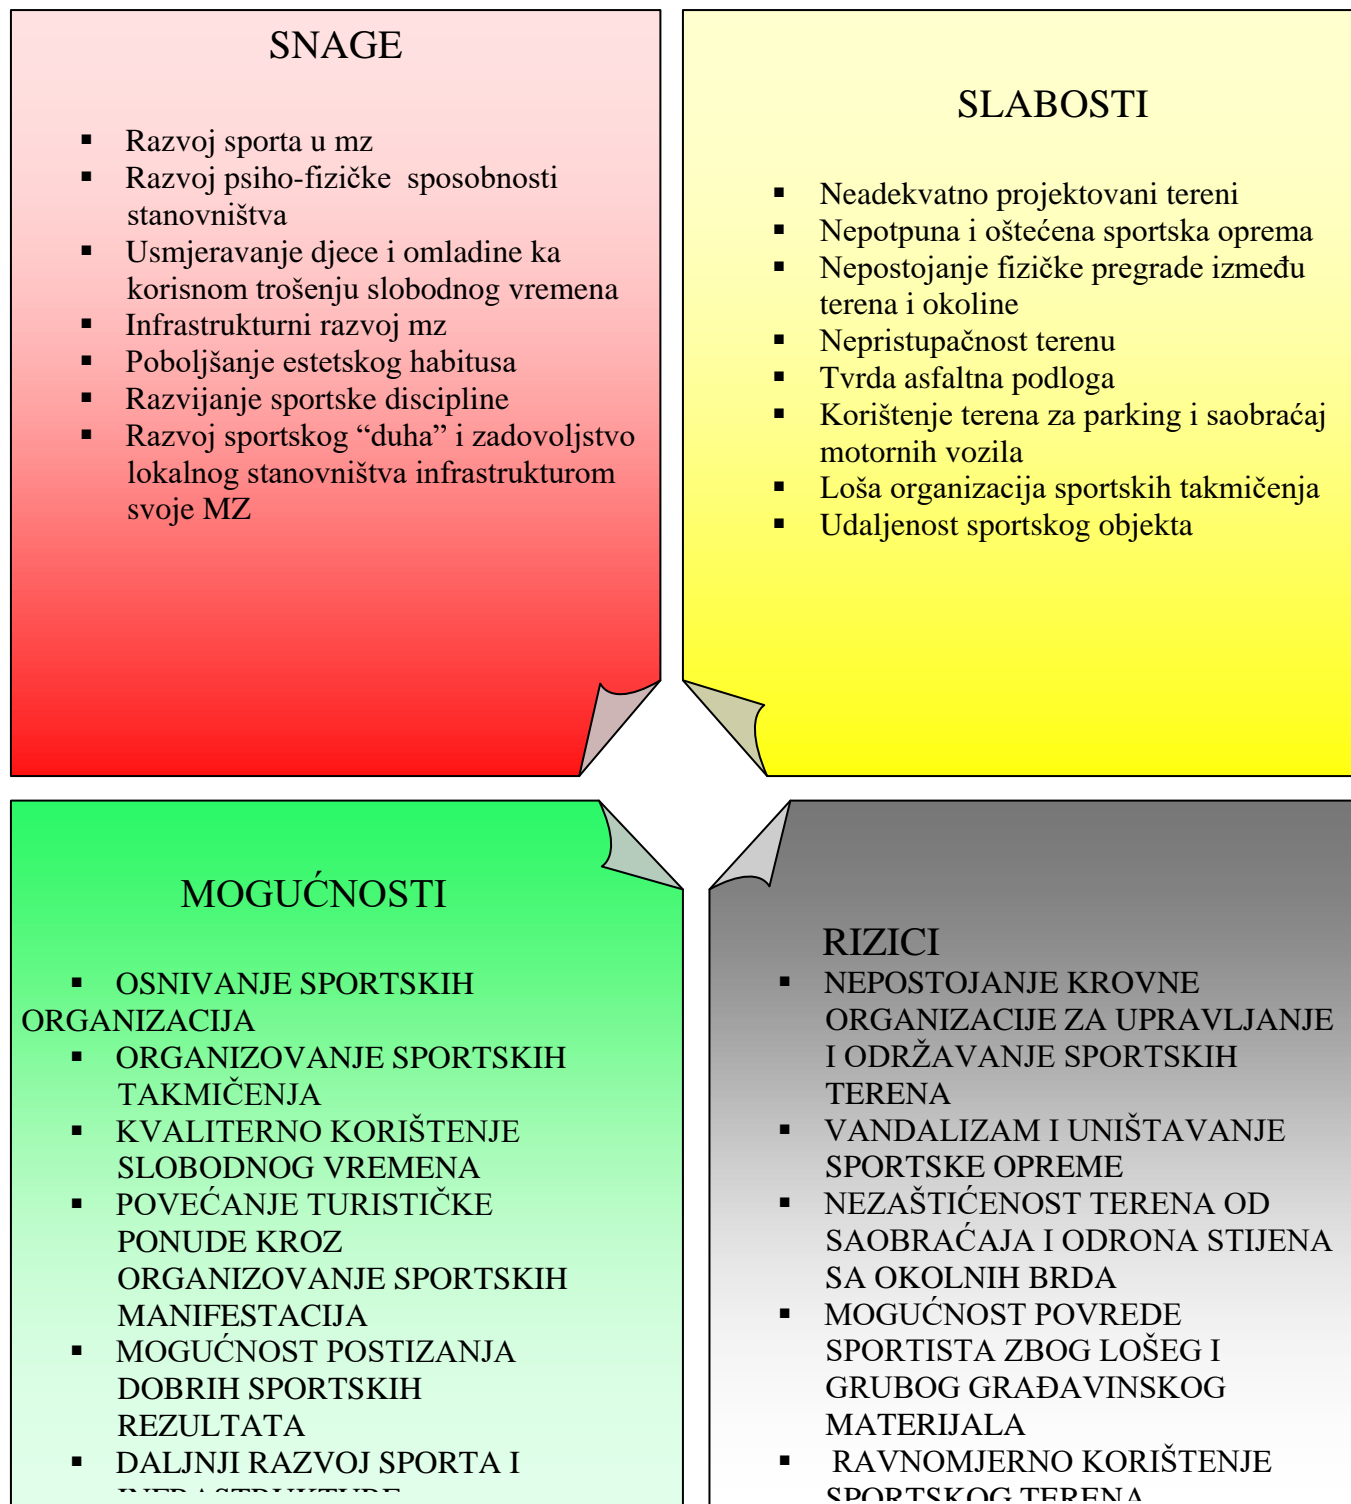 SNAGE
▪ Razvoj sporta u mz
▪ Razvoj psiho-fizičke sposobnosti
stanovništva
▪ Usmjeravanje djece i omladine ka
korisnom trošenju slobodnog vremena
▪ Infrastrukturni razvoj mz
▪ Poboljšanje estetskog habitusa
▪ Razvijanje sportske discipline
▪ Razvoj sportskog “duha” i zadovoljstvo
lokalnog stanovništva infrastrukturom
svoje MZ
SLABOSTI
▪ Neadekvatno projektovani tereni
▪ Nepotpuna i oštećena sportska oprema
▪ Nepostojanje fizičke pregrade između
terena i okoline
▪ Nepristupačnost terenu
▪ Tvrda asfaltna podloga
▪ Korištenje terena za parking i saobraćaj
motornih vozila
▪ Loša organizacija sportskih takmičenja
▪ Udaljenost sportskog objekta
MOGUĆNOSTI
▪ OSNIVANJE SPORTSKIH
ORGANIZACIJA
▪ ORGANIZOVANJE SPORTSKIH
TAKMIČENJA
▪ KVALITERNO KORIŠTENJE
SLOBODNOG VREMENA
▪ POVEĆANJE TURISTIČKE
PONUDE KROZ
ORGANIZOVANJE SPORTSKIH
MANIFESTACIJA
▪ MOGUĆNOST POSTIZANJA
DOBRIH SPORTSKIH
REZULTATA
▪ DALJNJI RAZVOJ SPORTA I
INFRASTRUKTURE
RIZICI
▪ NEPOSTOJANJE KROVNE
ORGANIZACIJE ZA UPRAVLJANJE
I ODRŽAVANJE SPORTSKIH
TERENA
▪ VANDALIZAM I UNIŠTAVANJE
SPORTSKE OPREME
▪ NEZAŠTIĆENOST TERENA OD
SAOBRAĆAJA I ODRONA STIJENA
SA OKOLNIH BRDA
▪ MOGUĆNOST POVREDE
SPORTISTA ZBOG LOŠEG I
GRUBOG GRAĐAVINSKOG
MATERIJALA
▪ RAVNOMJERNO KORIŠTENJE
SPORTSKOG TERENA